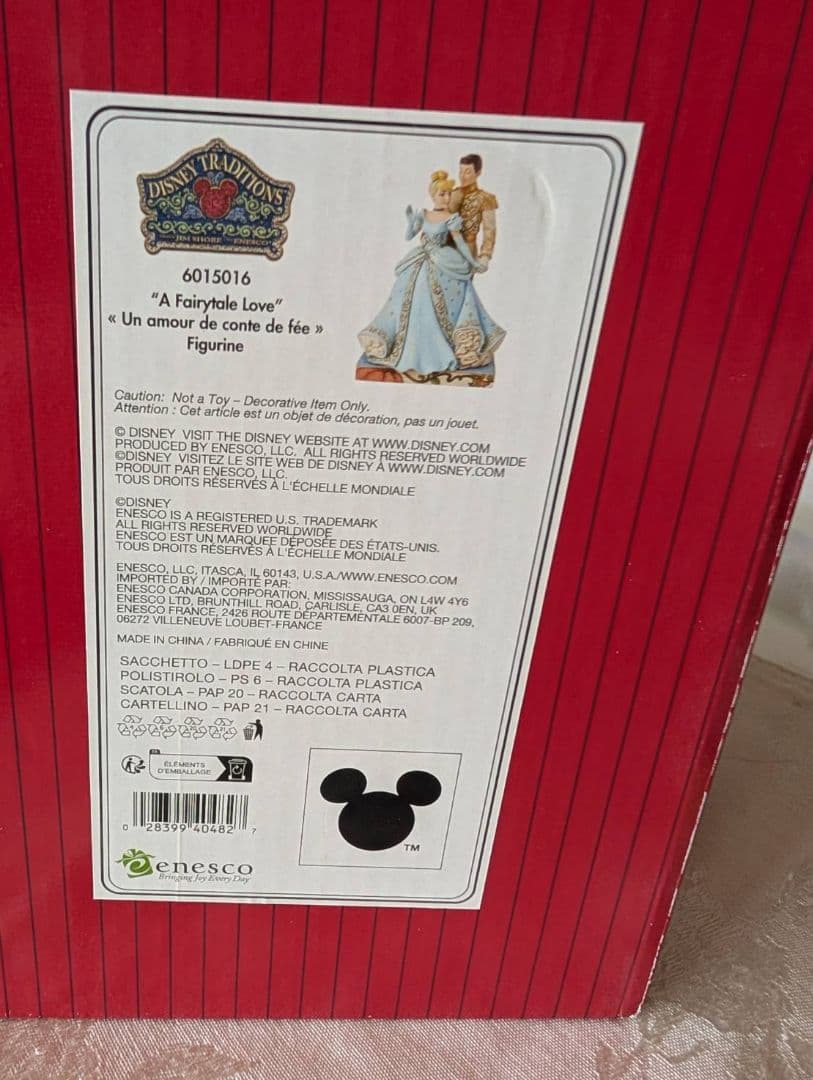 DISNEY TRADITIONS
JIM SHORE ENESCO
6015016
"A Fairytale Love"
« Un amour de conte de fée »
Figurine
Caution: Not a Toy – Decorative Item Only.
Attention : Cet article est un objet de décoration, pas un jouet.
© DISNEY VISIT THE DISNEY WEBSITE AT WWW.DISNEY.COM
PRODUCED BY ENESCO, LLC. ALL RIGHTS RESERVED WORLDWIDE
©DISNEY VISITEZ LE SITE WEB DE DISNEY À WWW.DISNEY.COM
PRODUIT PAR ENESCO, LLC.
TOUS DROITS RÉSERVÉS À L'ÉCHELLE MONDIALE
©DISNEY
ENESCO IS A REGISTERED U.S. TRADEMARK
ALL RIGHTS RESERVED WORLDWIDE
ENESCO EST UN MARQUEE DÉPOSÉE DES ÉTATS-UNIS.
TOUS DROITS RÉSERVÉS À L'ÉCHELLE MONDIALE
ENESCO, LLC, ITASCA, IL 60143, U.S.A./WWW.ENESCO.COM
IMPORTED BY / IMPORTÉ PAR:
ENESCO CANADA CORPORATION, MISSISSAUGA, ON L4W 4Y6
ENESCO LTD, BRUNTHILL ROAD, CARLISLE, CA3 0EN, UK
ENESCO FRANCE, 2426 ROUTE DÉPARTEMENTALE 6007-BP 209,
06272 VILLENEUVE LOUBET-FRANCE
MADE IN CHINA / FABRIQUÉ EN CHINE
SACCHETTO – LDPE 4 – RACCOLTA PLASTICA
POLISTIROLO – PS 6 – RACCOLTA PLASTICA
SCATOLA – PAP 20 – RACCOLTA CARTA
CARTELLINO – PAP 21 – RACCOLTA CARTA
ÉLÉMENTS
D'EMBALLAGE
0 28399 40482 7
TM
enesco
Bringing Joy Every Day